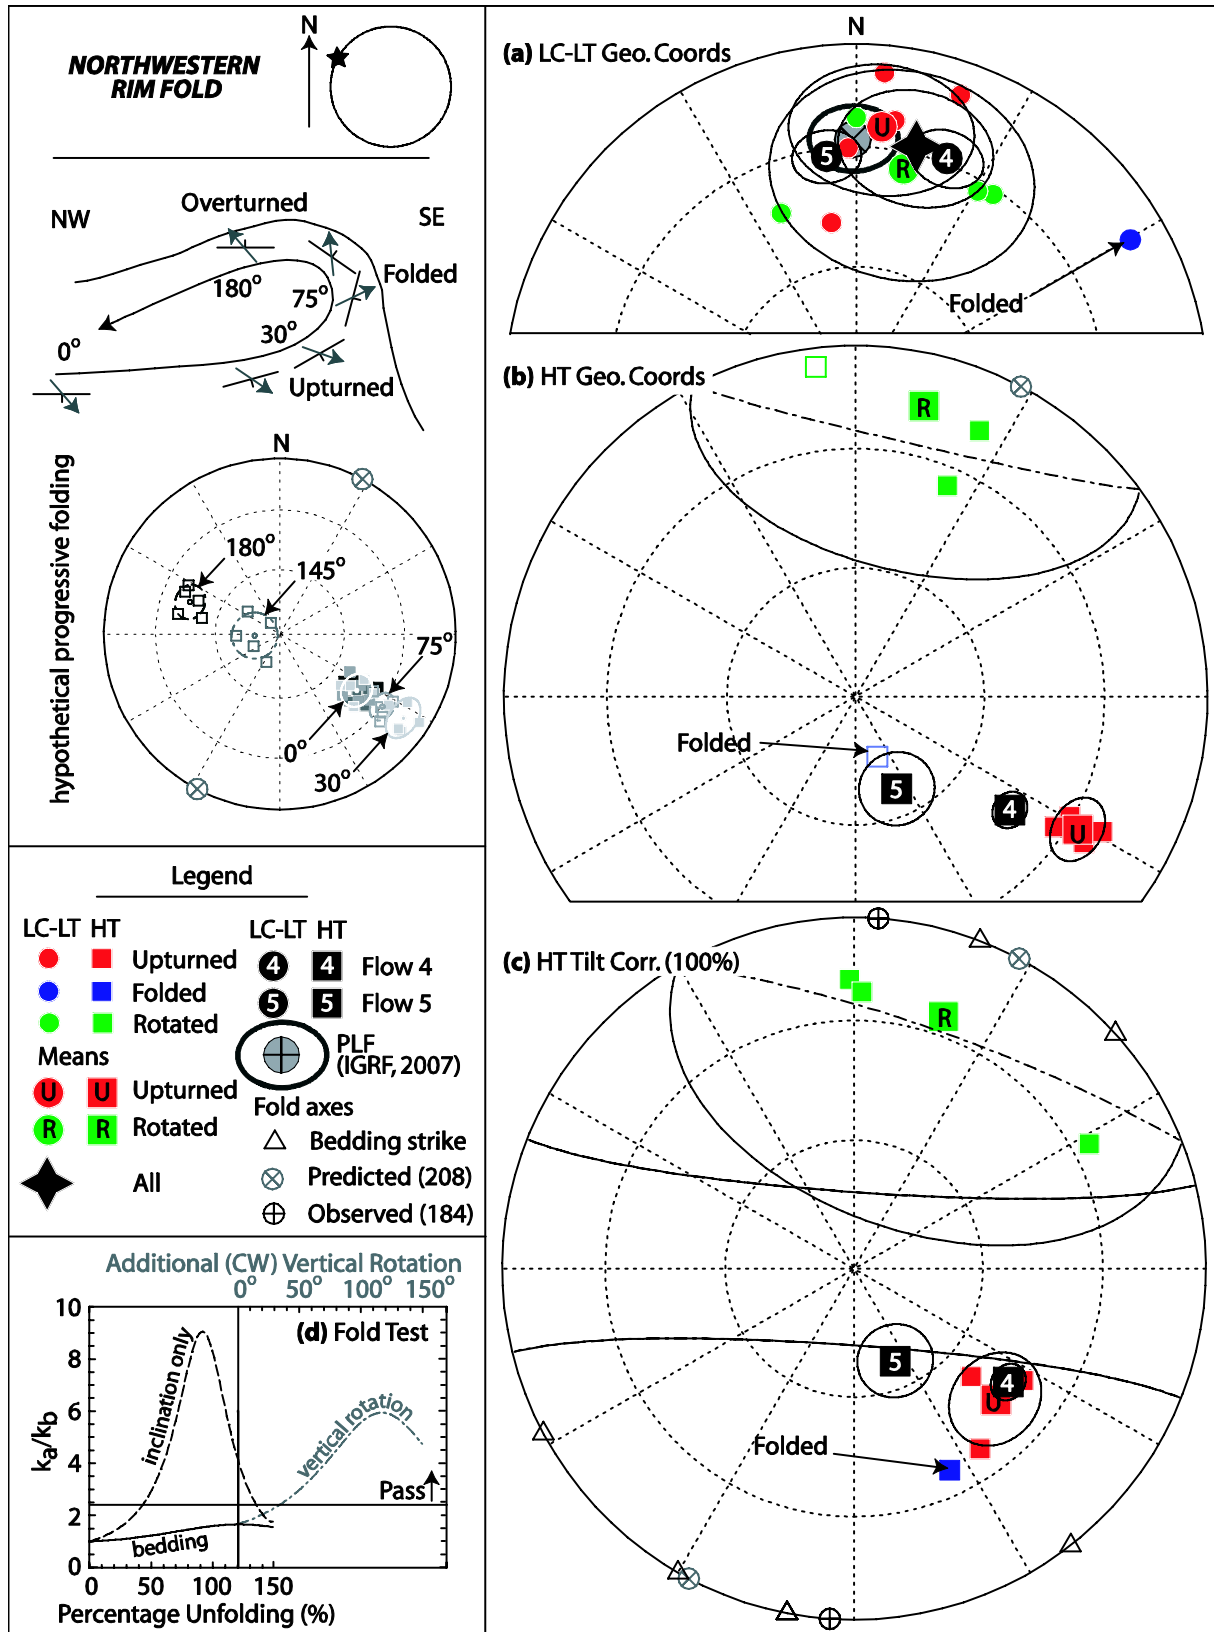 NORTHWESTERN
RIM FOLD
N
NW
Overturned
SE
Folded
180°
75°
30°
0°
Upturned
hypothetical progressive folding
N
180°
145°
75°
0°
30°
Legend
LC-LT HT
LC-LT HT
Upturned
Folded
Rotated
4 4 Flow 4
5 5 Flow 5
PLF
(IGRF, 2007)
Means
U U Upturned
R R Rotated
All
Fold axes
Bedding strike
Predicted (208)
Observed (184)
Additional (CW) Vertical Rotation
0° 50° 100° 150°
(d) Fold Test
10
8
6
4
2
0
ka/kb
inclination only
vertical rotation
bedding
Pass
0 50 100 150
Percentage Unfolding (%)
N
(a) LC-LT Geo. Coords
U
5
4
R
Folded
(b) HT Geo. Coords
R
Folded
5
4
U
(c) HT Tilt Corr. (100%)
R
5
4
U
Folded